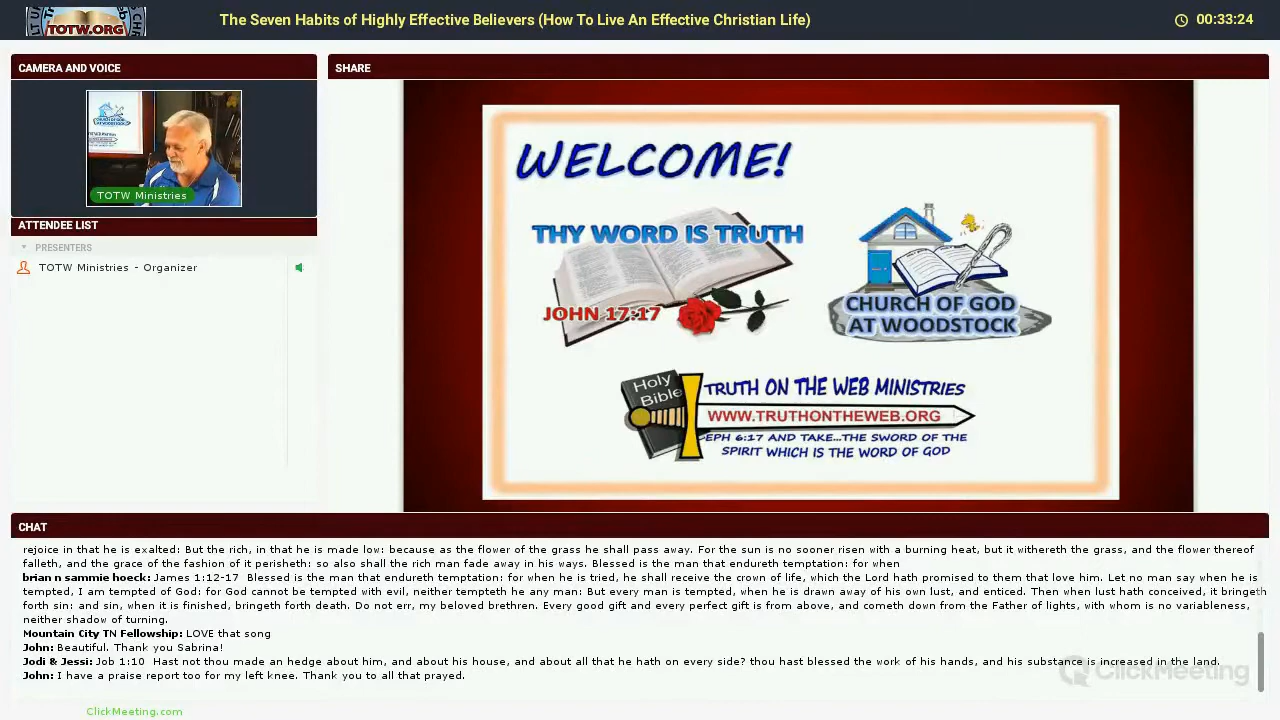 TOTW.ORG
The Seven Habits of Highly Effective Believers (How To Live An Effective Christian Life)
00:33:24
CAMERA AND VOICE
SHARE
CHURCH OF GOD
TOTW Ministries
ATTENDEE LIST
PRESENTERS
TOTW Ministries - Organizer
WELCOME!
THY WORD IS TRUTH
JOHN 17:17
CHURCH OF GOD
AT WOODSTOCK
Holy
Bible
TRUTH ON THE WEB MINISTRIES
WWW.TRUTHONTHEWEB.ORG
EPH 6:17 AND TAKE...THE SWORD OF THE
SPIRIT WHICH IS THE WORD OF GOD
CHAT
rejoice in that he is exalted: But the rich, in that he is made low: because as the flower of the grass he shall pass away. For the sun is no sooner risen with a burning heat, but it withereth the grass, and the flower thereof
falleth, and the grace of the fashion of it perisheth: so also shall the rich man fade away in his ways. Blessed is the man that endureth temptation: for when
brian n sammie hoeck: James 1:12-17 Blessed is the man that endureth temptation: for when he is tried, he shall receive the crown of life, which the Lord hath promised to them that love him. Let no man say when he is
tempted, I am tempted of God: for God cannot be tempted with evil, neither tempteth he any man: But every man is tempted, when he is drawn away of his own lust, and enticed. Then when lust hath conceived, it bringeth
forth sin: and sin, when it is finished, bringeth forth death. Do not err, my beloved brethren. Every good gift and every perfect gift is from above, and cometh down from the Father of lights, with whom is no variableness,
neither shadow of turning.
Mountain City TN Fellowship: LOVE that song
John: Beautiful. Thank you Sabrina!
Jodi & Jessi: Job 1:10 Hast not thou made an hedge about him, and about his house, and about all that he hath on every side? thou hast blessed the work of his hands, and his substance is increased in the land.
John: I have a praise report too for my left knee. Thank you to all that prayed.
ClickMeeting
ClickMeeting.com